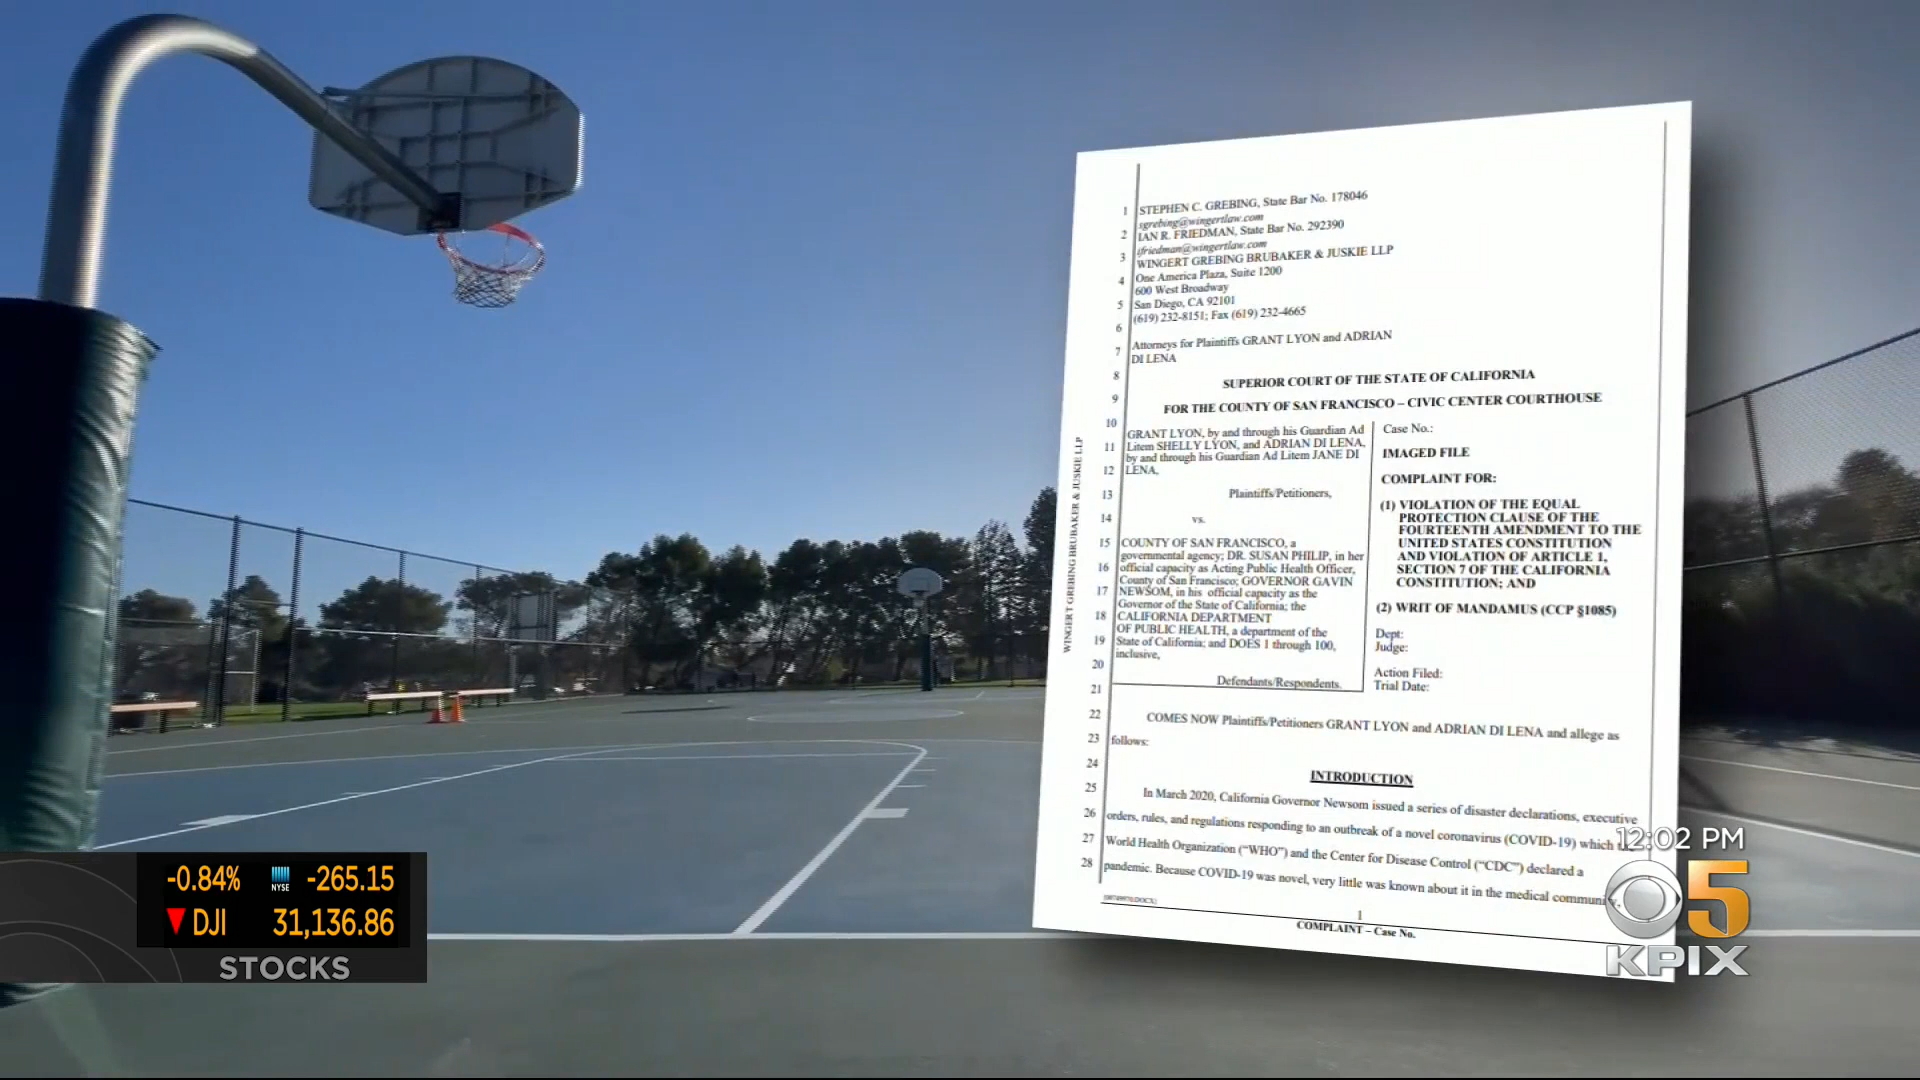 1 STEPHEN C. GREBING, State Bar No. 178046
sgrebing@wingertlaw.com
2 IAN R. FRIEDMAN, State Bar No. 292390
ifriedman@wingertlaw.com
3 WINGERT GREBING BRUBAKER & JUSKIE LLP
One America Plaza, Suite 1200
4 600 West Broadway
5 San Diego, CA 92101
(619) 232-8151; Fax (619) 232-4665
6
7 Attorneys for Plaintiffs GRANT LYON and ADRIAN
DI LENA
8 SUPERIOR COURT OF THE STATE OF CALIFORNIA
9 FOR THE COUNTY OF SAN FRANCISCO – CIVIC CENTER COURTHOUSE
10
11
12
13
14
15
16
17
18
19
20
21
GRANT LYON, by and through his Guardian Ad
Litem SHELLY LYON, and ADRIAN DI LENA,
by and through his Guardian Ad Litem JANE DI
LENA,
Plaintiffs/Petitioners,
vs.
COUNTY OF SAN FRANCISCO, a
governmental agency; DR. SUSAN PHILIP, in her
official capacity as Acting Public Health Officer,
County of San Francisco; GOVERNOR GAVIN
NEWSOM, in his official capacity as the
Governor of the State of California; the
CALIFORNIA DEPARTMENT
OF PUBLIC HEALTH, a department of the
State of California; and DOES 1 through 100,
inclusive,
Defendants/Respondents.
Case No.:
IMAGED FILE
COMPLAINT FOR:
(1) VIOLATION OF THE EQUAL
PROTECTION CLAUSE OF THE
FOURTEENTH AMENDMENT TO THE
UNITED STATES CONSTITUTION
AND VIOLATION OF ARTICLE 1,
SECTION 7 OF THE CALIFORNIA
CONSTITUTION; AND
(2) WRIT OF MANDAMUS (CCP §1085)
Dept:
Judge:
Action Filed:
Trial Date:
22 COMES NOW Plaintiffs/Petitioners GRANT LYON and ADRIAN DI LENA and allege as
23 follows:
24 INTRODUCTION
25 In March 2020, California Governor Newsom issued a series of disaster declarations, executive
26 orders, rules, and regulations responding to an outbreak of a novel coronavirus (COVID-19) which
27 World Health Organization ("WHO") and the Center for Disease Control ("CDC") declared a
28 pandemic. Because COVID-19 was novel, very little was known about it in the medical
1
COMPLAINT – Case No.
WINGERT GREBING BRUBAKER & JUSKIE LLP
12:02 PM
5
KPIX
-0.84% NYSE -265.15
DJI 31,136.86
STOCKS